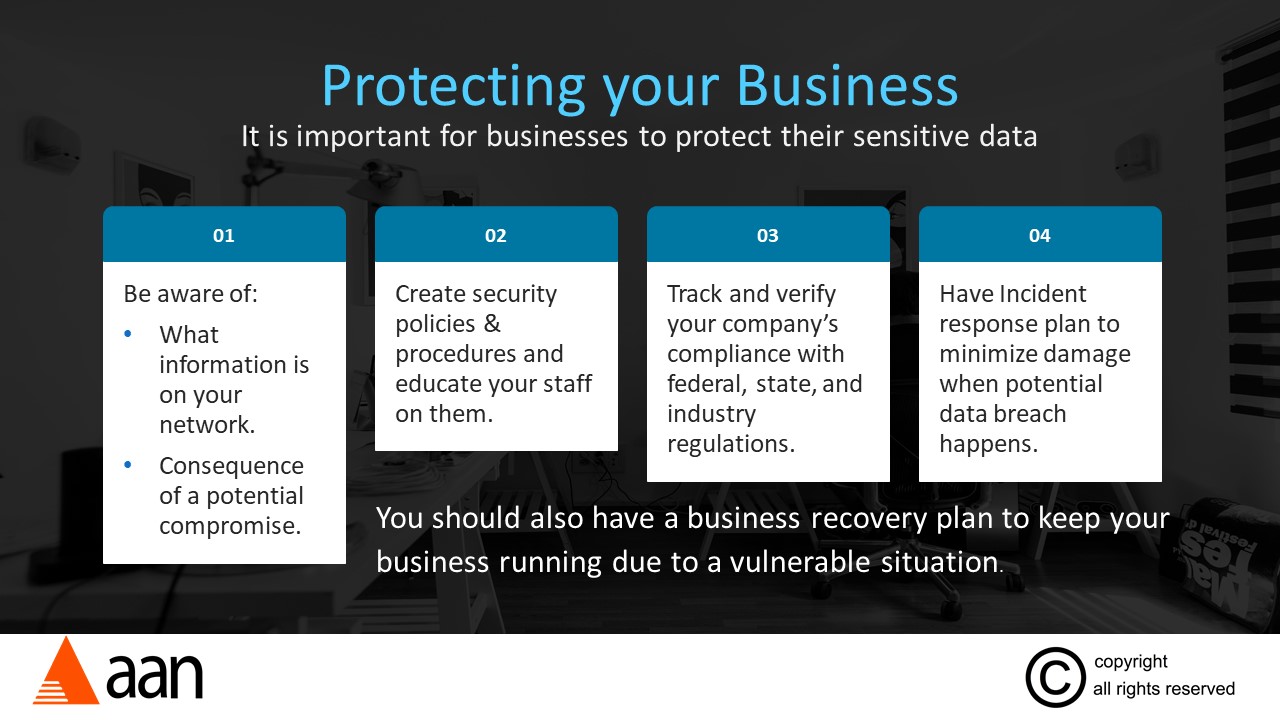 Protecting your Business
It is important for businesses to protect their sensitive data
01
Be aware of:
• What
information is
on your
network.
• Consequence
of a potential
compromise.
02
Create security
policies &
procedures and
educate your staff
on them.
03
Track and verify
your company’s
compliance with
federal, state, and
industry
regulations.
04
Have Incident
response plan to
minimize damage
when potential
data breach
happens.
You should also have a business recovery plan to keep your
business running due to a vulnerable situation.
aan
© copyright
all rights reserved